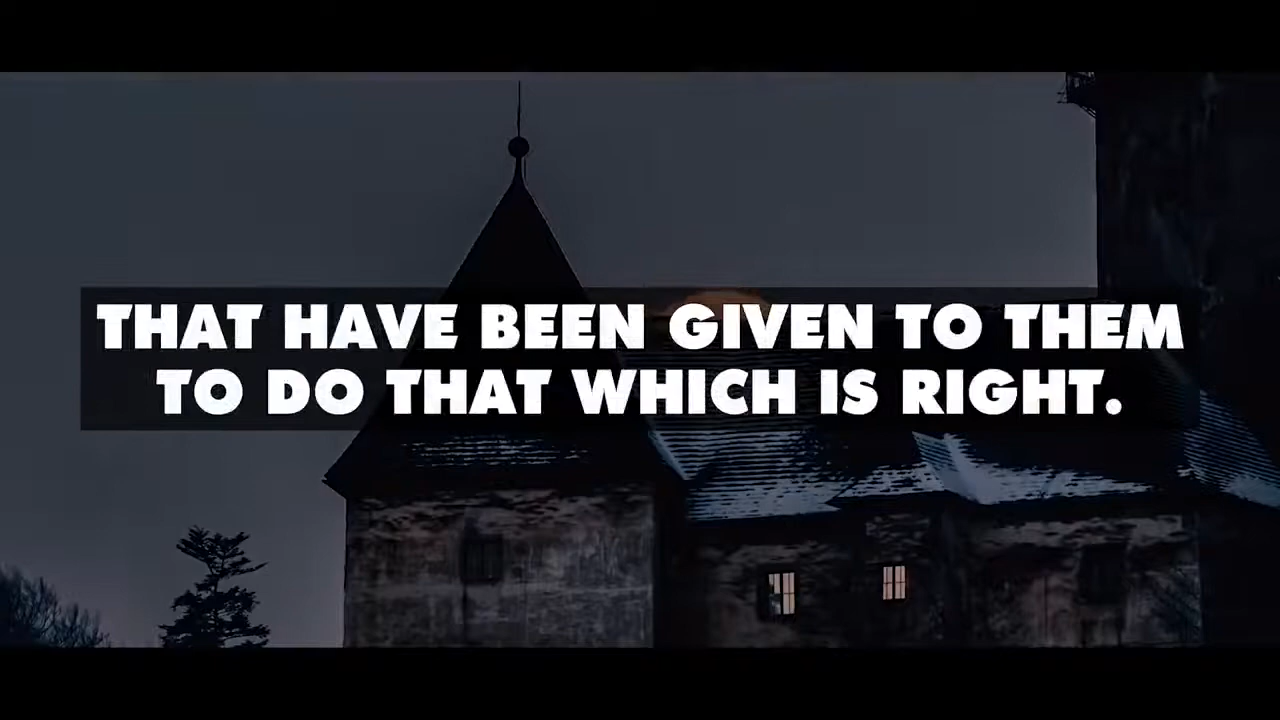 THAT HAVE BEEN GIVEN TO THEM
TO DO THAT WHICH IS RIGHT.